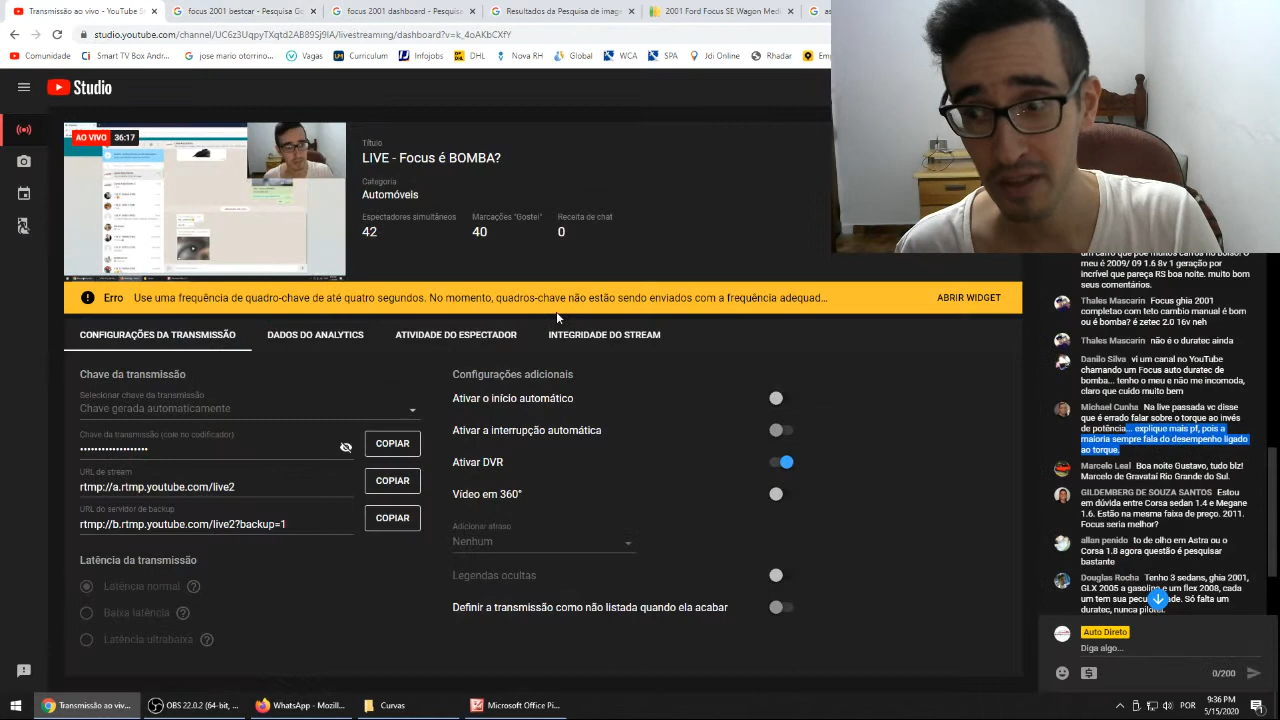 Transmissão ao vivo - YouTube St
focus 2001 bestcar - Pesquisa Go
focus 2001 dashboard - Pesquisa
Resultados da Pesquisa de image
2001 Ford Focus SE Wagon Med
studio.youtube.com/channel/UC6z3UqpyTXqtd2AB89Sj9IA/livestreaming/dashboard?v=k_4oAKbCXfY
Comunidade
Smart TV Box Andr...
google
jose mario otorrino...
Vagas
Curriculum
Infojobs
DHL
Nova RH
Global
WCA
SPA
Joi Online
Rhador
Emp
Studio
AO VIVO 36:17
Título
LIVE - Focus é BOMBA?
Categoria
Automóveis
Espectadores simultâneos
Marcações "Gostei"
Receita de chat
42
40
0
Erro Use uma frequência de quadro-chave de até quatro segundos. No momento, quadros-chave não estão sendo enviados com a frequência adequad...
ABRIR WIDGET
CONFIGURAÇÕES DA TRANSMISSÃO
DADOS DO ANALYTICS
ATIVIDADE DO ESPECTADOR
INTEGRIDADE DO STREAM
Chave da transmissão
Selecionar chave da transmissão
Chave gerada automaticamente
Chave da transmissão (cole no codificador)
••••••••••••••••••
COPIAR
URL de stream
rtmp://a.rtmp.youtube.com/live2
COPIAR
URL do servidor de backup
rtmp://b.rtmp.youtube.com/live2?backup=1
COPIAR
Latência da transmissão
Latência normal
Baixa latência
Latência ultrabaixa
Configurações adicionais
Ativar o início automático
Ativar a interrupção automática
Ativar DVR
Vídeo em 360°
Adicionar atraso
Nenhum
Legendas ocultas
Definir a transmissão como não listada quando ela acabar
um carro que põe muitos carros no bolso! O
meu é 2009/ 09 1.6 8v 1 geração por
incrível que pareça RS boa noite. muito bom
seus comentários.
Thales Mascarin Focus ghia 2001
completao com teto cambio manual é bom
ou é bomba? é zetec 2.0 16v neh
Thales Mascarin não é o duratec ainda
Danilo Silva vi um canal no YouTube
chamando um Focus auto duratec de
bomba... tenho o meu e não me incomoda,
claro que cuido muito bem
Michael Cunha Na live passada vc disse
que é errado falar sobre o torque ao invés
de potência... explique mais pf, pois a
maioria sempre fala do desempenho ligado
ao torque.
Marcelo Leal Boa noite Gustavo, tudo blz!
Marcelo de Gravataí Rio Grande do Sul.
GILDEMBERG DE SOUZA SANTOS Estou
em dúvida entre Corsa sedan 1.4 e Megane
1.6. Estão na mesma faixa de preço. 2011.
Focus seria melhor?
allan penido to de olho em Astra ou o
Corsa 1.8 agora questão é pesquisar
bastante
Douglas Rocha Tenho 3 sedans, ghia 2001,
GLX 2005 a gasolina e um flex 2008, cada
um tem sua peculiaridade. Só falta um
duratec, nunca pilotei.
Auto Direto
Diga algo...
0/200
Transmissão ao viv...
OBS 22.0.2 (64-bit, ...
WhatsApp - Mozill...
Curvas
Microsoft Office Pi...
POR
9:36 PM
5/15/2020